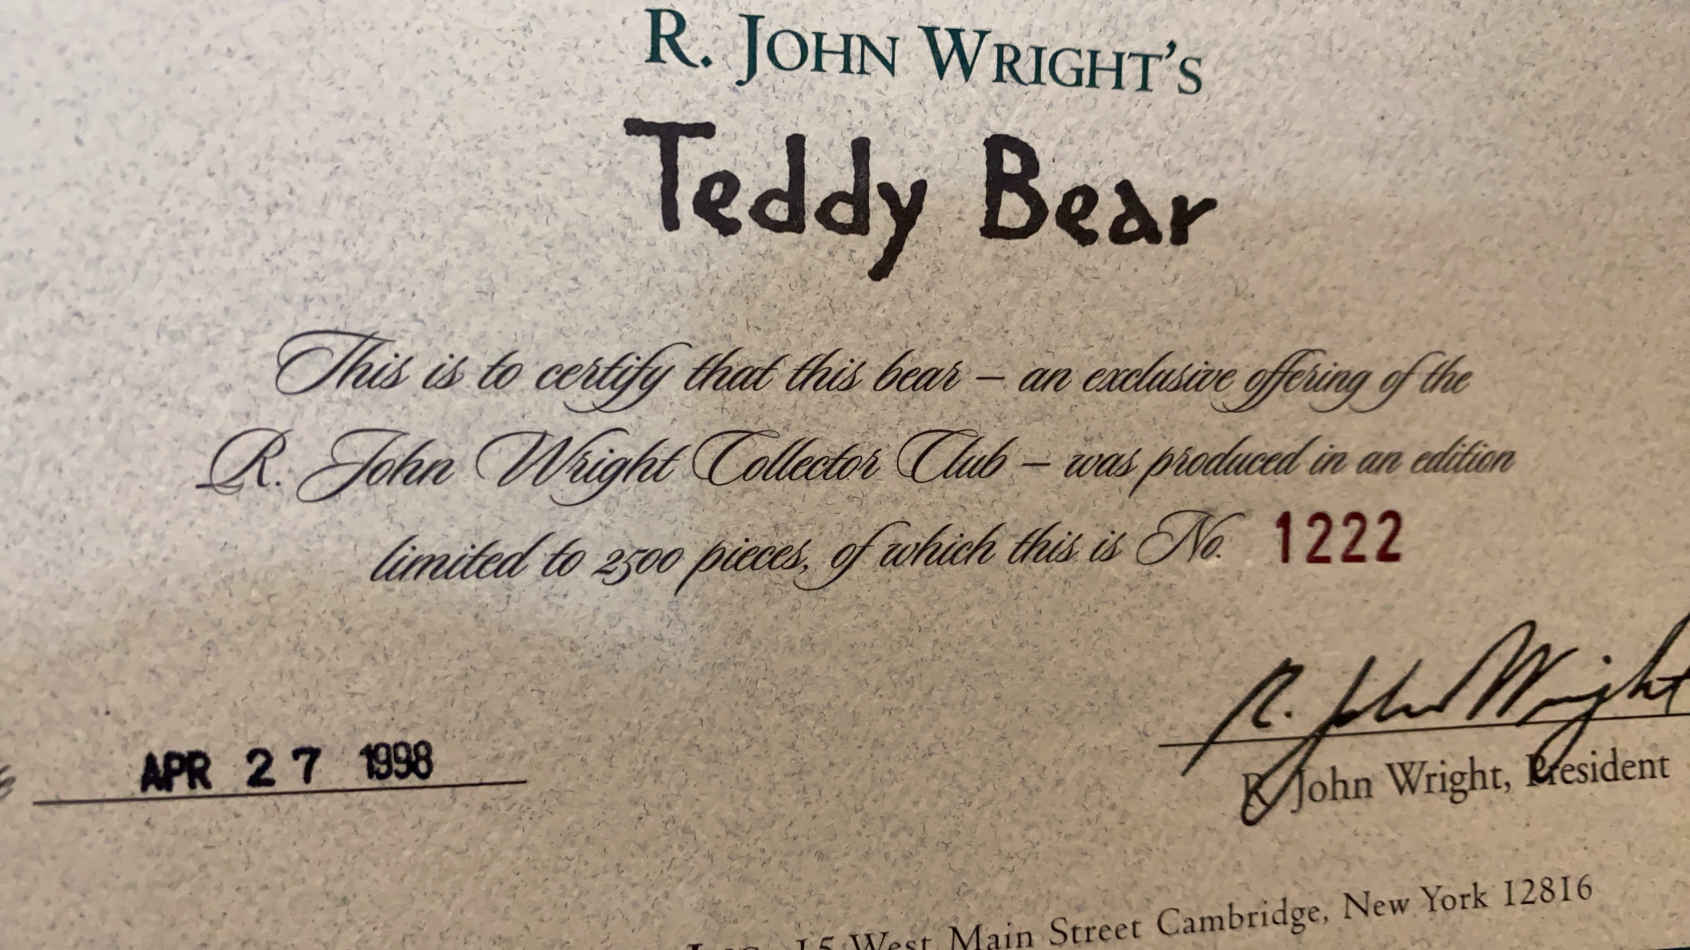 R. JOHN WRIGHT'S
Teddy Bear
This is to certify that this bear – an exclusive offering of the
R. John Wright Collector Club – was produced in an edition
limited to 2500 pieces, of which this is No. 1222
R. John Wright
APR 27 1998
R. John Wright, President
15 West Main Street Cambridge, New York 12816